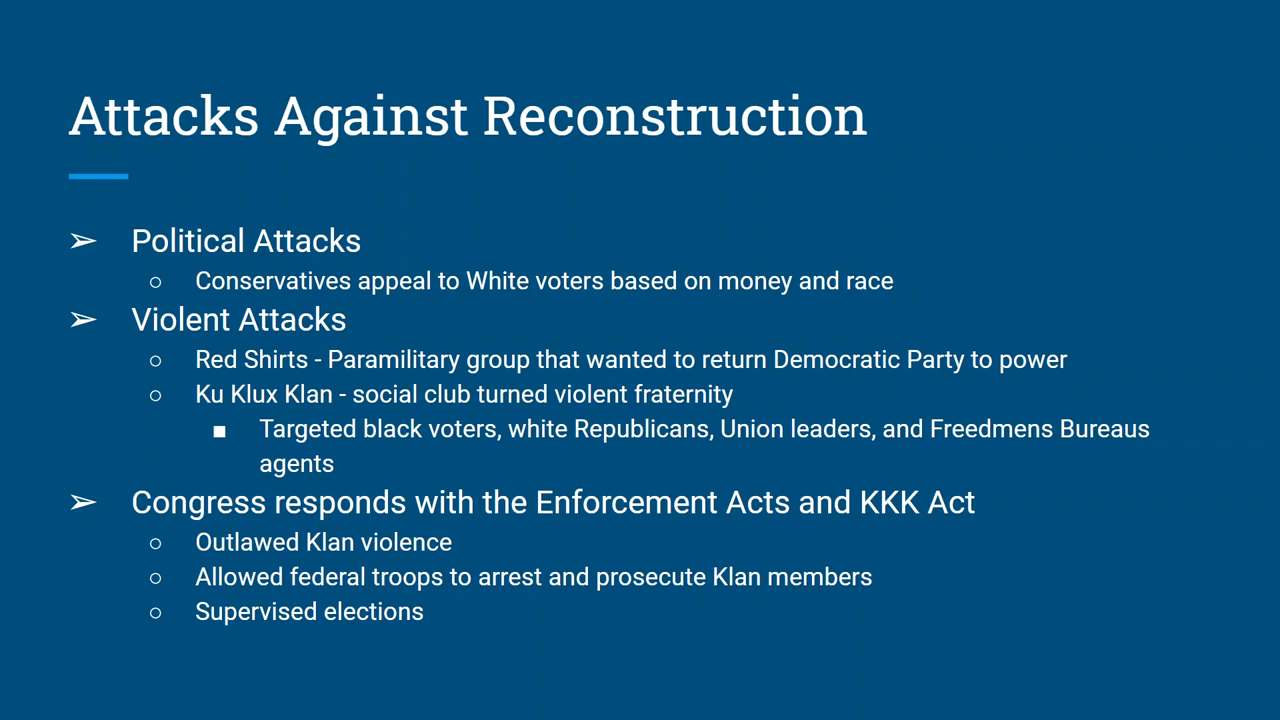 Attacks Against Reconstruction
➢ Political Attacks
○ Conservatives appeal to White voters based on money and race
➢ Violent Attacks
○ Red Shirts - Paramilitary group that wanted to return Democratic Party to power
○ Ku Klux Klan - social club turned violent fraternity
■ Targeted black voters, white Republicans, Union leaders, and Freedmens Bureaus
agents
➢ Congress responds with the Enforcement Acts and KKK Act
○ Outlawed Klan violence
○ Allowed federal troops to arrest and prosecute Klan members
○ Supervised elections